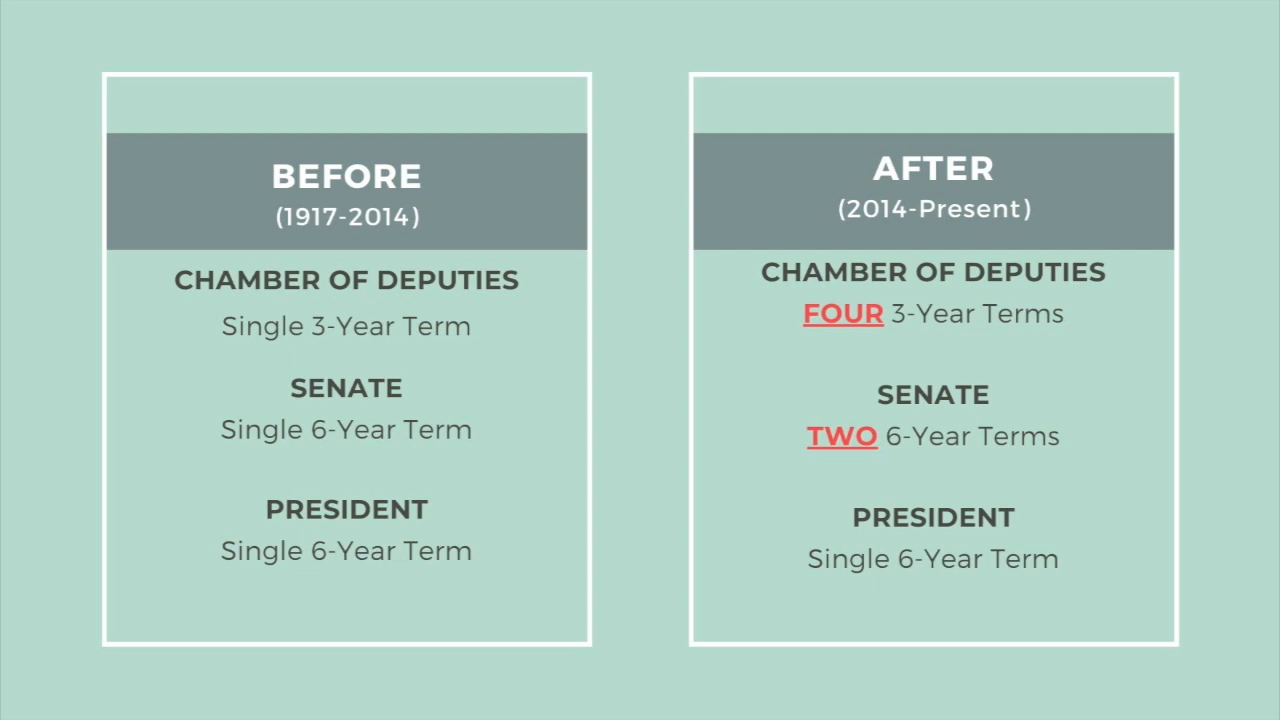 BEFORE
(1917-2014)
CHAMBER OF DEPUTIES
Single 3-Year Term
SENATE
Single 6-Year Term
PRESIDENT
Single 6-Year Term
AFTER
(2014-Present)
CHAMBER OF DEPUTIES
FOUR 3-Year Terms
SENATE
TWO 6-Year Terms
PRESIDENT
Single 6-Year Term